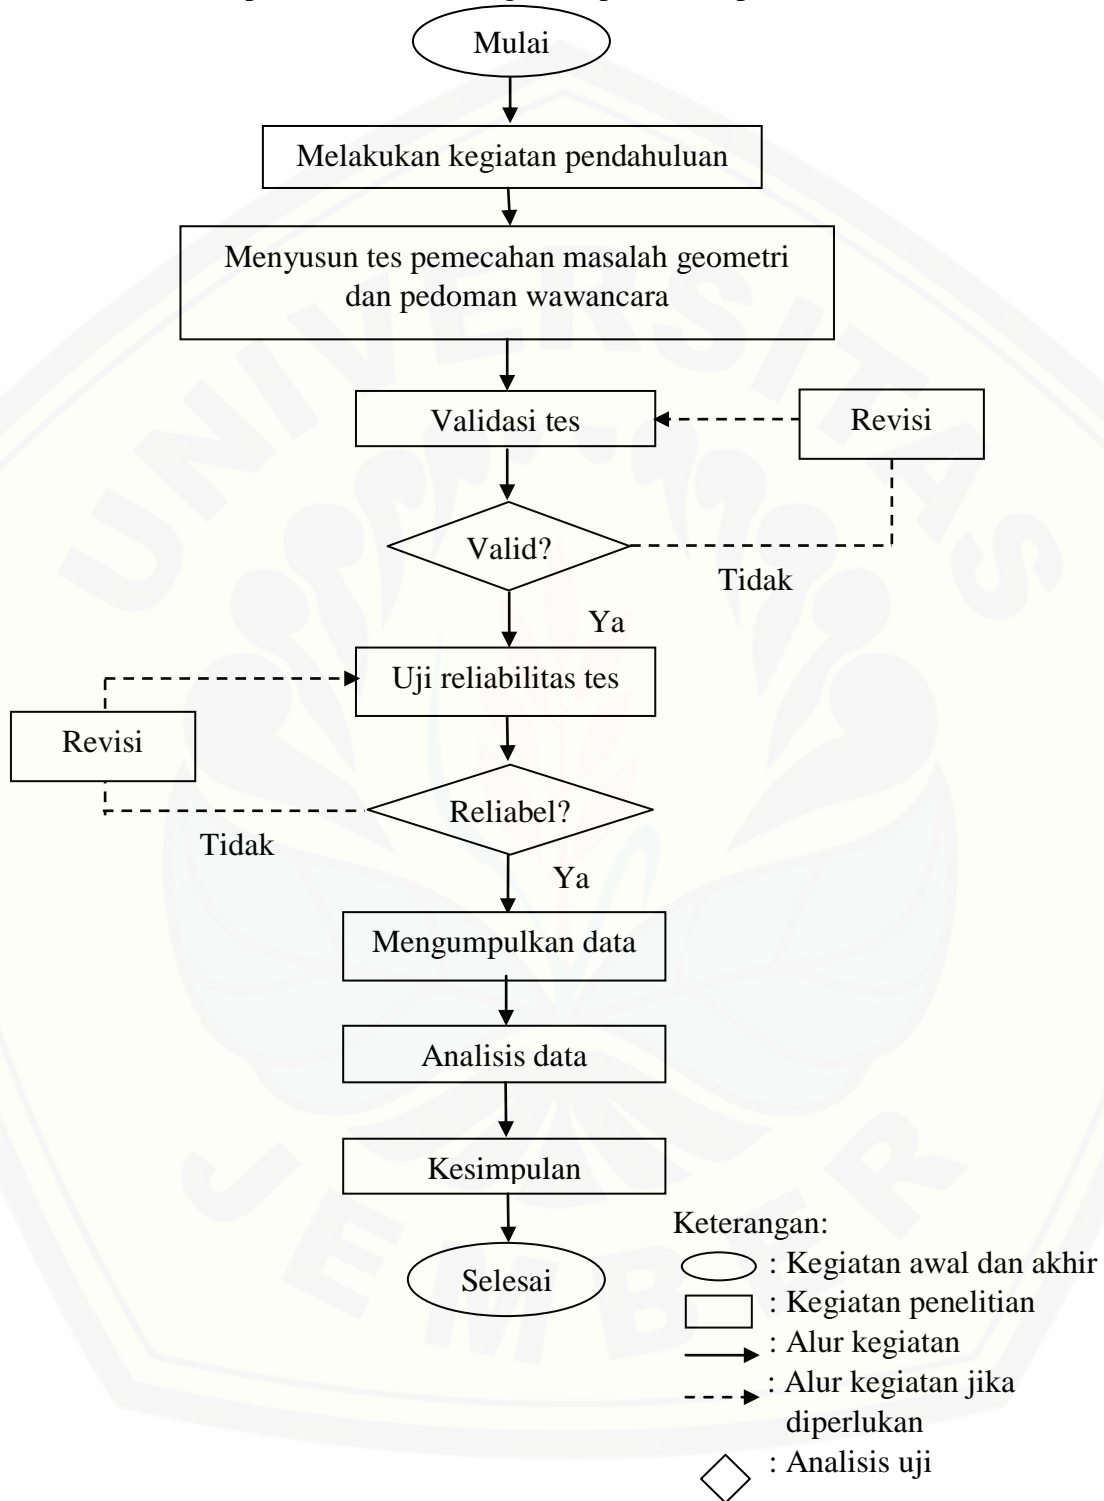 Mulai
Melakukan kegiatan pendahuluan
Menyusun tes pemecahan masalah geometri
dan pedoman wawancara
Validasi tes
Revisi
Valid?
Tidak
Ya
Uji reliabilitas tes
Revisi
Reliabel?
Tidak
Ya
Mengumpulkan data
Analisis data
Kesimpulan
Selesai
Keterangan:
: Kegiatan awal dan akhir
: Kegiatan penelitian
: Alur kegiatan
: Alur kegiatan jika
diperlukan
: Analisis uji
UNIVERSITAS
JEMBER